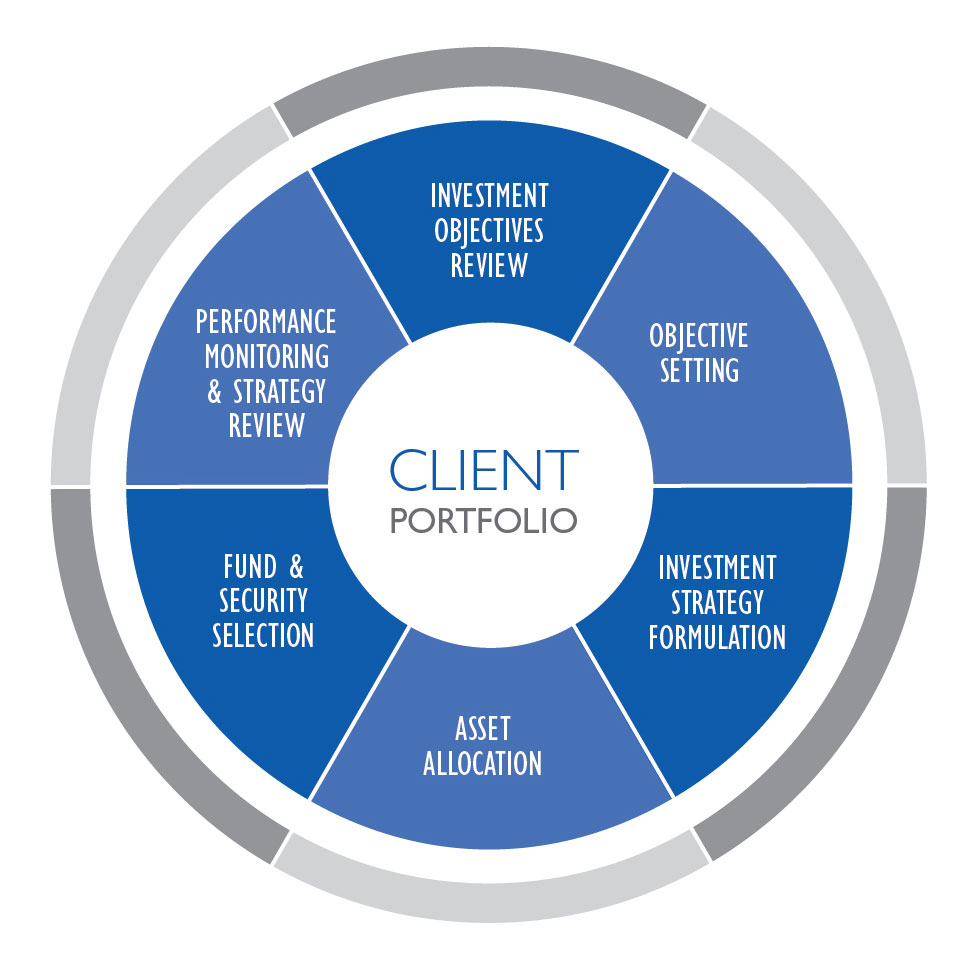 INVESTMENT
OBJECTIVES
REVIEW
OBJECTIVE
SETTING
INVESTMENT
STRATEGY
FORMULATION
ASSET
ALLOCATION
FUND &
SECURITY
SELECTION
PERFORMANCE
MONITORING
& STRATEGY
REVIEW
CLIENT
PORTFOLIO